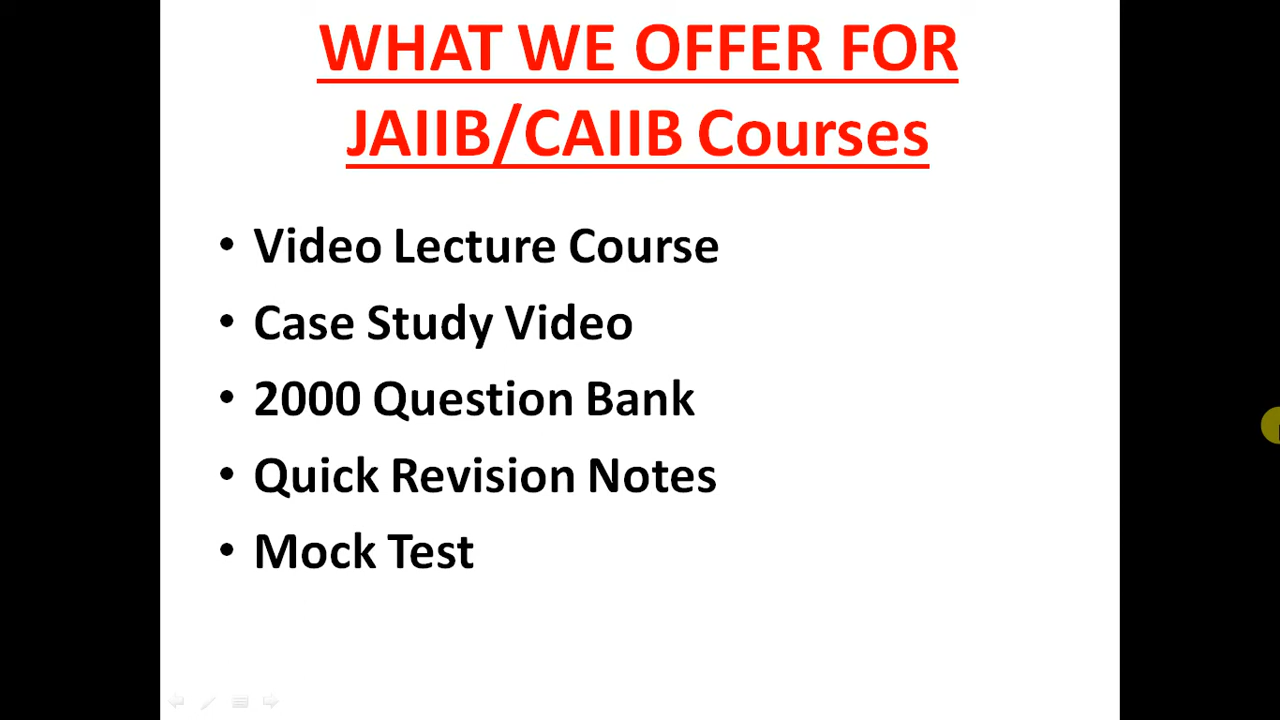 WHAT WE OFFER FOR
JAIIB/CAIIB Courses
• Video Lecture Course
• Case Study Video
• 2000 Question Bank
• Quick Revision Notes
• Mock Test